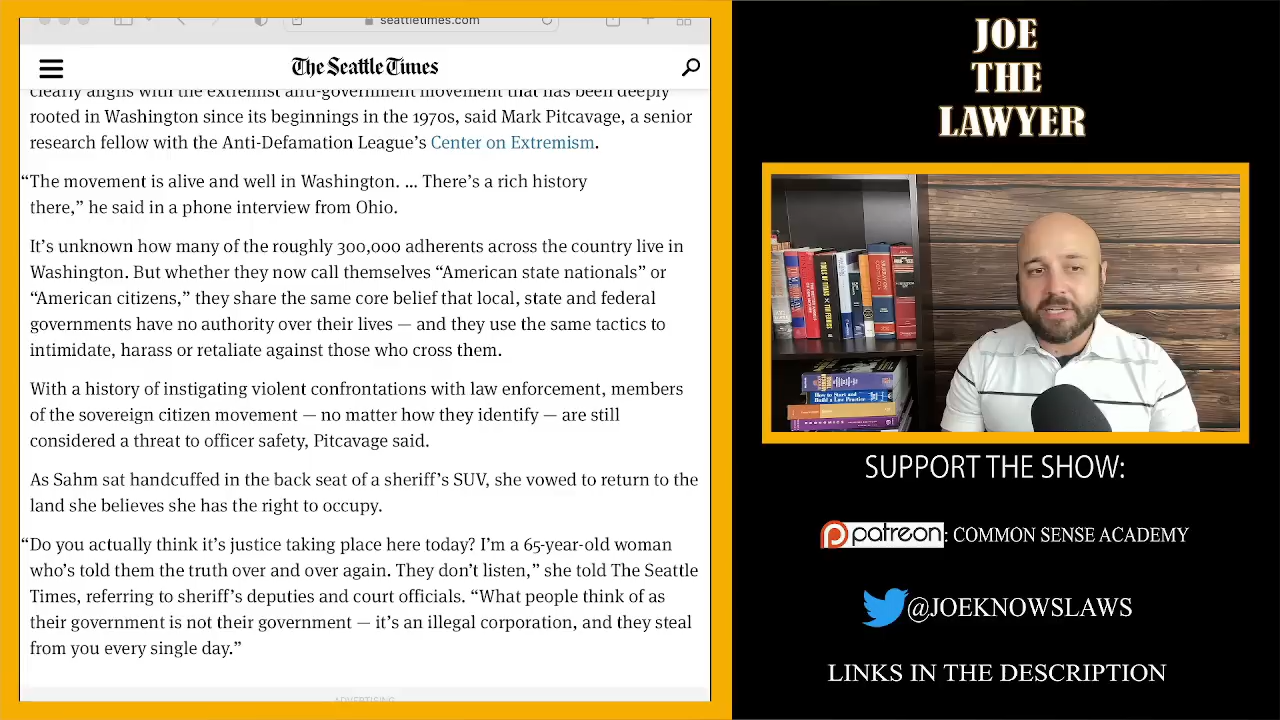 seattletimes.com
The Seattle Times
clearly aligns with the extremist anti-government movement that has been deeply
rooted in Washington since its beginnings in the 1970s, said Mark Pitcavage, a senior
research fellow with the Anti-Defamation League’s Center on Extremism.
“The movement is alive and well in Washington. ... There’s a rich history
there,” he said in a phone interview from Ohio.
It’s unknown how many of the roughly 300,000 adherents across the country live in
Washington. But whether they now call themselves “American state nationals” or
“American citizens,” they share the same core belief that local, state and federal
governments have no authority over their lives — and they use the same tactics to
intimidate, harass or retaliate against those who cross them.
With a history of instigating violent confrontations with law enforcement, members
of the sovereign citizen movement — no matter how they identify — are still
considered a threat to officer safety, Pitcavage said.
As Sahm sat handcuffed in the back seat of a sheriff’s SUV, she vowed to return to the
land she believes she has the right to occupy.
“Do you actually think it’s justice taking place here today? I’m a 65-year-old woman
who’s told them the truth over and over again. They don’t listen,” she told The Seattle
Times, referring to sheriff’s deputies and court officials. “What people think of as
their government is not their government — it’s an illegal corporation, and they steal
from you every single day.”
ADVERTISING
JOE
THE
LAWYER
How to Start and
Build a Law Practice
SUPPORT THE SHOW:
patreon: COMMON SENSE ACADEMY
@JOEKNOWSLAWS
LINKS IN THE DESCRIPTION